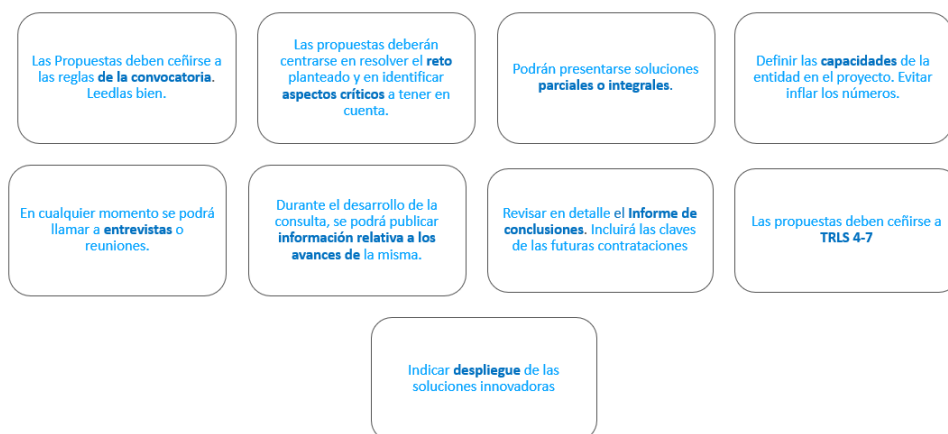 Las Propuestas deben ceñirse a
las reglas de la convocatoria.
Leedlas bien.
Las propuestas deberán
centrarse en resolver el reto
planteado y en identificar
aspectos críticos a tener en
cuenta.
Podrán presentarse soluciones
parciales o integrales.
Definir las capacidades de la
entidad en el proyecto. Evitar
inflar los números.
En cualquier momento se podrá
llamar a entrevistas o
reuniones.
Durante el desarrollo de la
consulta, se podrá publicar
información relativa a los
avances de la misma.
Revisar en detalle el Informe de
conclusiones. Incluirá las claves
de las futuras contrataciones
Las propuestas deben ceñirse a
TRLS 4-7
Indicar despliegue de las
soluciones innovadoras